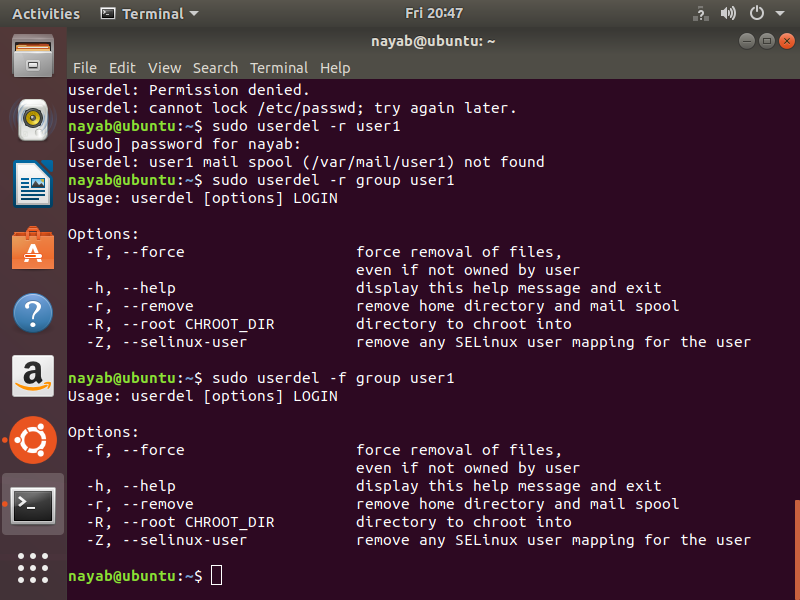 Activities Terminal Fri 20:47
nayab@ubuntu: ~
File Edit View Search Terminal Help
userdel: Permission denied.
userdel: cannot lock /etc/passwd; try again later.
nayab@ubuntu:~$ sudo userdel -r user1
[sudo] password for nayab:
userdel: user1 mail spool (/var/mail/user1) not found
nayab@ubuntu:~$ sudo userdel -r group user1
Usage: userdel [options] LOGIN

Options:
  -f, --force                   force removal of files,
                                even if not owned by user
  -h, --help                    display this help message and exit
  -r, --remove                  remove home directory and mail spool
  -R, --root CHROOT_DIR         directory to chroot into
  -Z, --selinux-user            remove any SELinux user mapping for the user

nayab@ubuntu:~$ sudo userdel -f group user1
Usage: userdel [options] LOGIN

Options:
  -f, --force                   force removal of files,
                                even if not owned by user
  -h, --help                    display this help message and exit
  -r, --remove                  remove home directory and mail spool
  -R, --root CHROOT_DIR         directory to chroot into
  -Z, --selinux-user            remove any SELinux user mapping for the user

nayab@ubuntu:~$